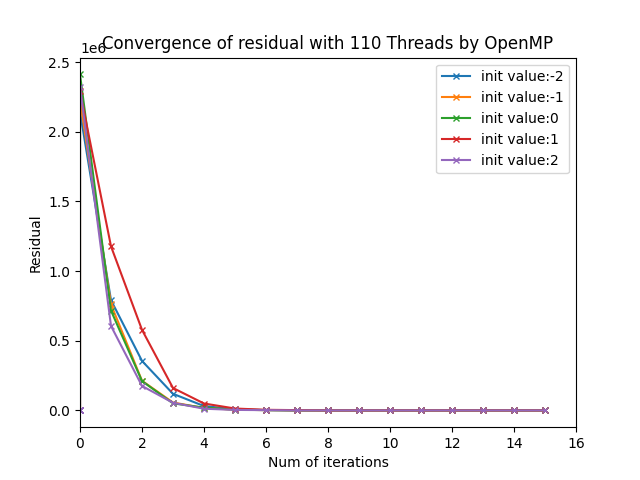 1e6
Convergence of residual with 110 Threads by OpenMP
init value:-2
init value:-1
init value:0
init value:1
init value:2
2.5
2.0
1.5
1.0
0.5
0.0
Residual
0 2 4 6 8 10 12 14 16
Num of iterations